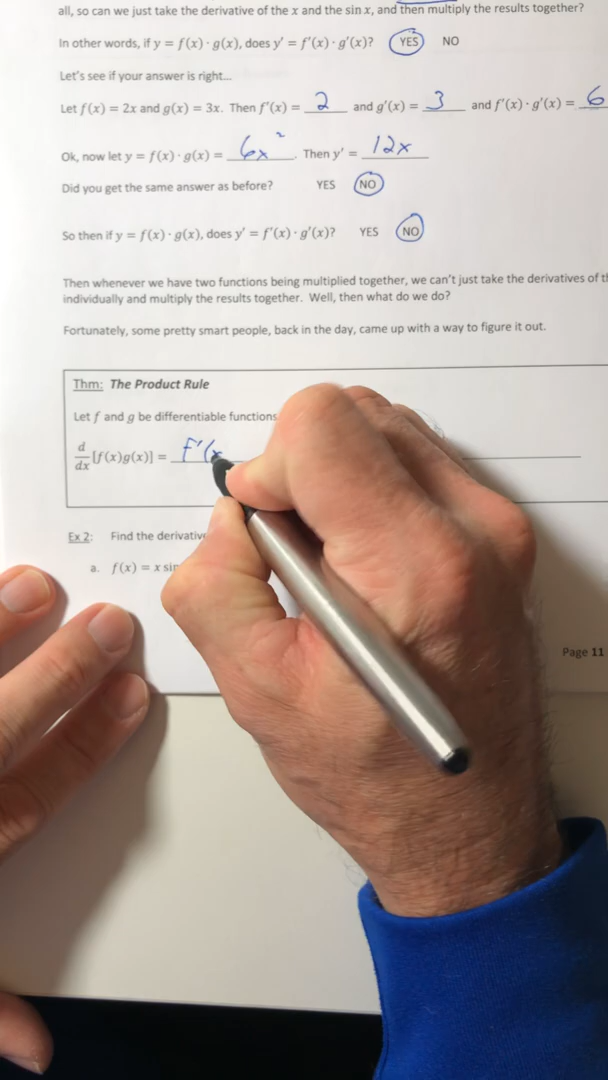 all, so can we just take the derivative of the x and the sin x, and then multiply the results together?
In other words, if y = f(x) · g(x), does y' = f'(x) · g'(x)? YES NO
Let's see if your answer is right...
Let f(x) = 2x and g(x) = 3x. Then f'(x) = 2 and g'(x) = 3 and f'(x) · g'(x) = 6
Ok, now let y = f(x) · g(x) = 6x². Then y' = 12x
Did you get the same answer as before? YES NO
So then if y = f(x) · g(x), does y' = f'(x) · g'(x)? YES NO
Then whenever we have two functions being multiplied together, we can't just take the derivatives of
individually and multiply the results together. Well, then what do we do?
Fortunately, some pretty smart people, back in the day, came up with a way to figure it out.
Thm: The Product Rule
Let f and g be differentiable functions
d/dx [f(x)g(x)] = f'(x
Ex 2: Find the derivative
a. f(x) = x sin
Page 11